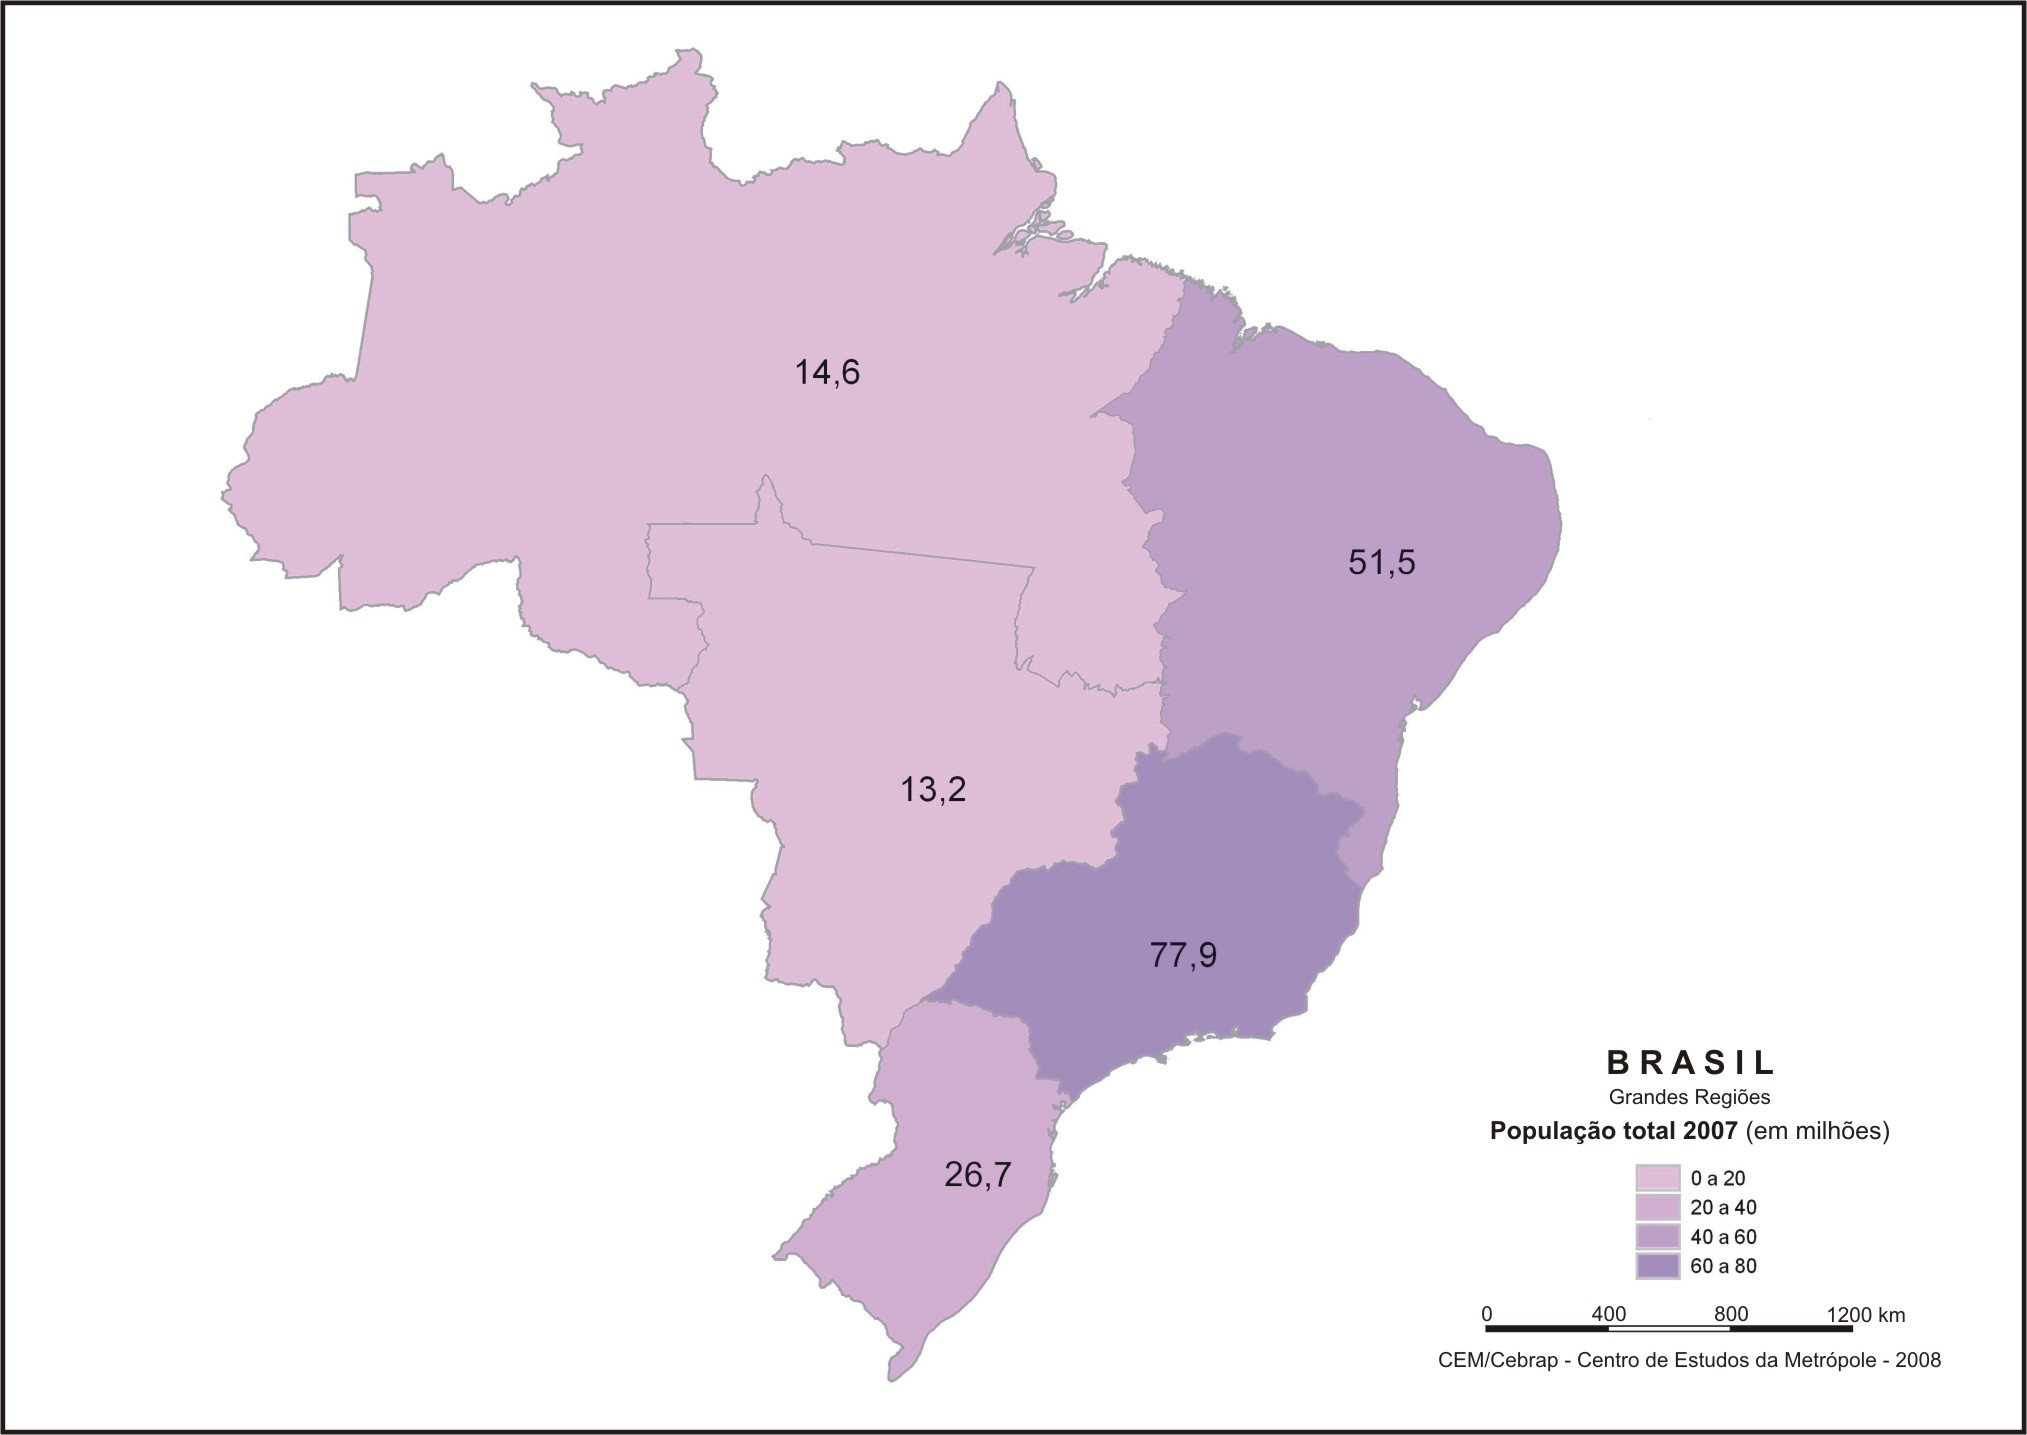 14,6
51,5
13,2
77,9
26,7
BRASIL
Grandes Regiões
População total 2007 (em milhões)
0 a 20
20 a 40
40 a 60
60 a 80
0 400 800 1200 km
CEM/Cebrap - Centro de Estudos da Metrópole - 2008